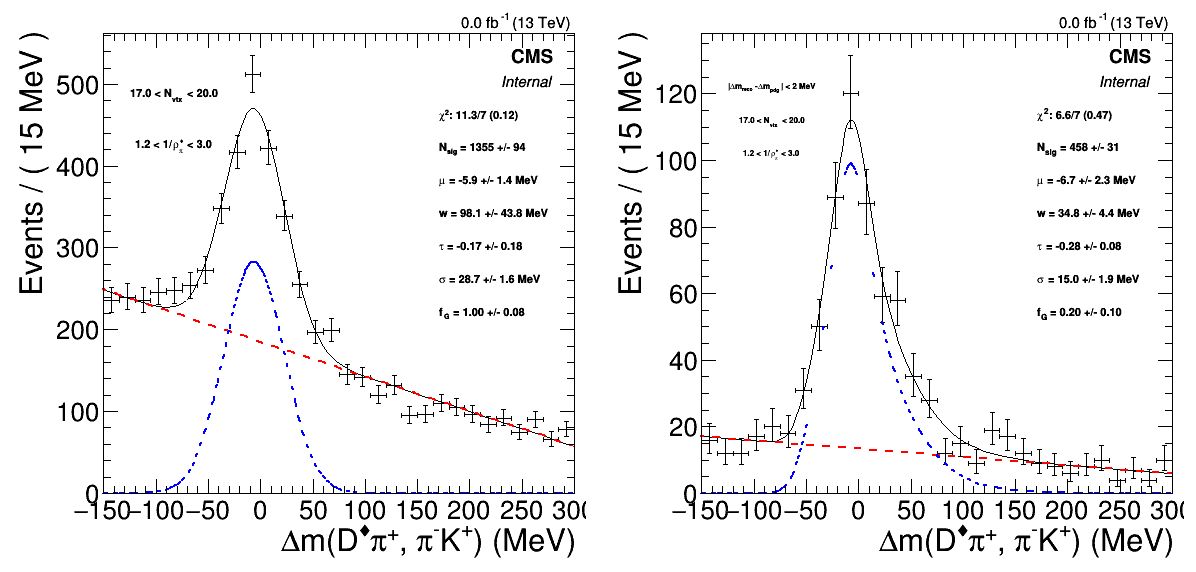 0.0 fb⁻¹ (13 TeV)
CMS
Internal
17.0 < N_vtx < 20.0
1.2 < 1/ρ_π^♦ < 3.0
χ²: 11.3/7 (0.12)
N_sig = 1355 +/- 94
μ = -5.9 +/- 1.4 MeV
w = 98.1 +/- 43.8 MeV
τ = -0.17 +/- 0.18
σ = 28.7 +/- 1.6 MeV
f_G = 1.00 +/- 0.08
Events / ( 15 MeV )
500
400
300
200
100
0
−150 −100 −50 0 50 100 150 200 250 300
Δm(D♦π⁺, π⁻K⁺) (MeV)
0.0 fb⁻¹ (13 TeV)
CMS
Internal
|Δm_reco -Δm_pdg| < 2 MeV
17.0 < N_vtx < 20.0
1.2 < 1/ρ_π^♦ < 3.0
χ²: 6.6/7 (0.47)
N_sig = 458 +/- 31
μ = -6.7 +/- 2.3 MeV
w = 34.8 +/- 4.4 MeV
τ = -0.28 +/- 0.08
σ = 15.0 +/- 1.9 MeV
f_G = 0.20 +/- 0.10
Events / ( 15 MeV )
120
100
80
60
40
20
0
−150 −100 −50 0 50 100 150 200 250 300
Δm(D♦π⁺, π⁻K⁺) (MeV)